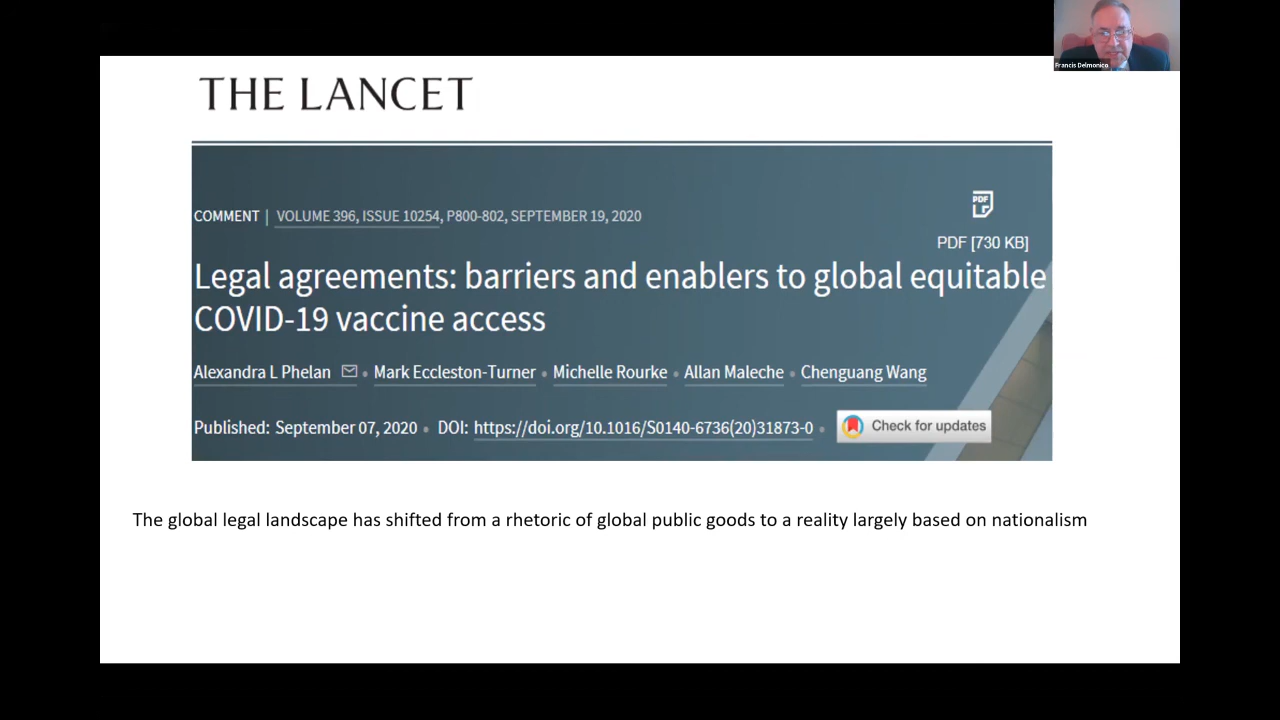 Francis Delmonico
THE LANCET
COMMENT | VOLUME 396, ISSUE 10254, P800-802, SEPTEMBER 19, 2020
PDF
PDF [730 KB]
Legal agreements: barriers and enablers to global equitable
COVID-19 vaccine access
Alexandra L Phelan • Mark Eccleston-Turner • Michelle Rourke • Allan Maleche • Chenguang Wang
Published: September 07, 2020 • DOI: https://doi.org/10.1016/S0140-6736(20)31873-0 •
Check for updates
The global legal landscape has shifted from a rhetoric of global public goods to a reality largely based on nationalism